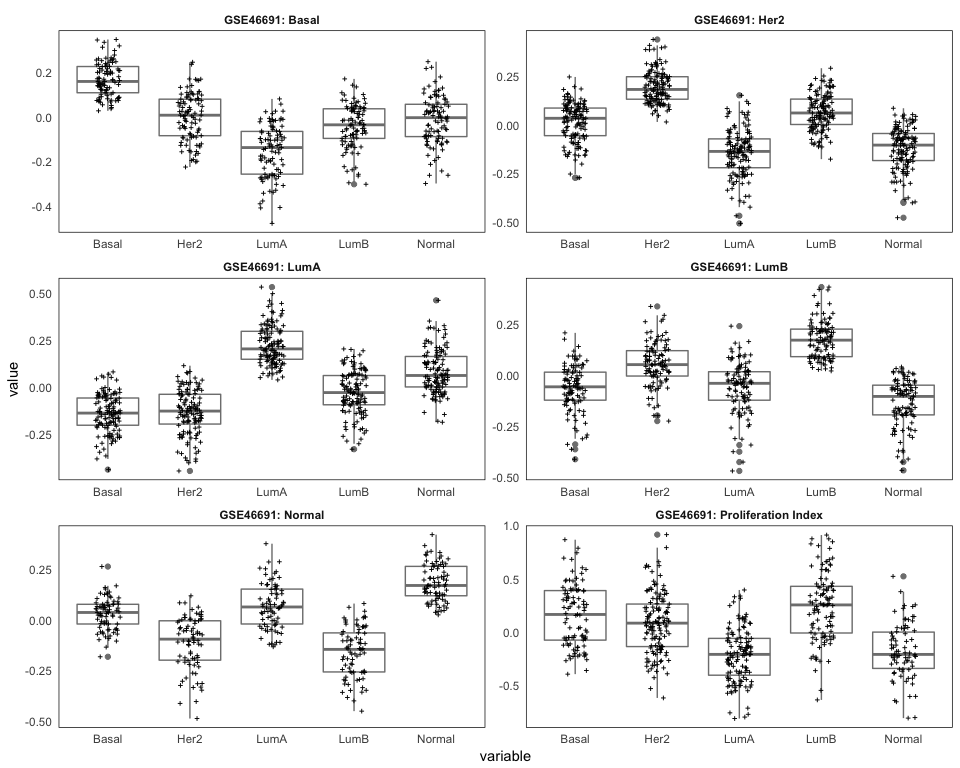 GSE46691: Basal
GSE46691: Her2
0.2
0.0
-0.2
-0.4
0.25
0.00
-0.25
-0.50
Basal Her2 LumA LumB Normal
Basal Her2 LumA LumB Normal
GSE46691: LumA
GSE46691: LumB
value
0.50
0.25
0.00
-0.25
0.25
0.00
-0.25
-0.50
Basal Her2 LumA LumB Normal
Basal Her2 LumA LumB Normal
GSE46691: Normal
GSE46691: Proliferation Index
0.25
0.00
-0.25
-0.50
1.0
0.5
0.0
-0.5
Basal Her2 LumA LumB Normal
Basal Her2 LumA LumB Normal
variable